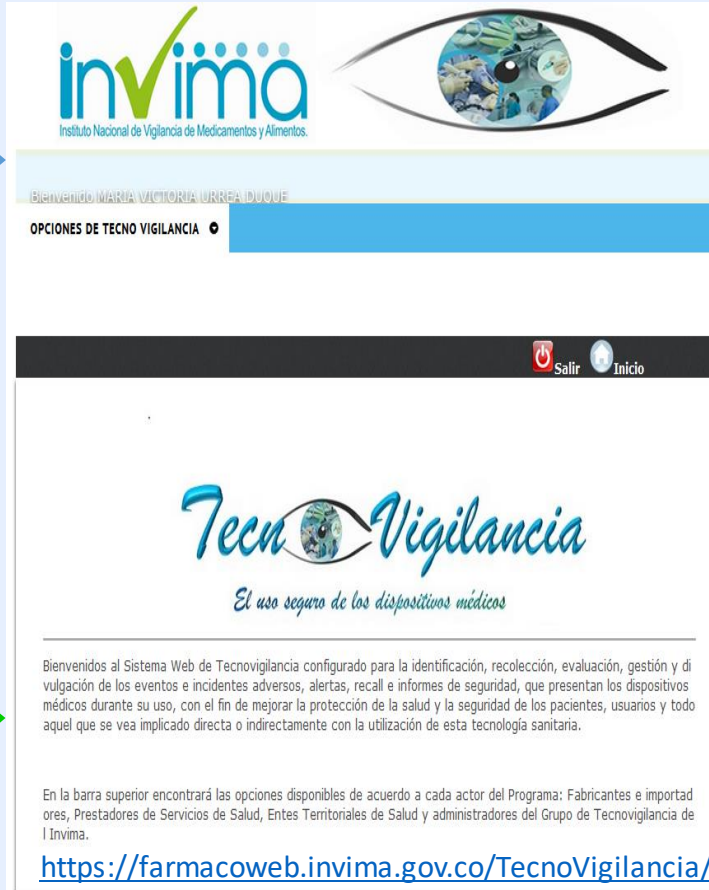 invima
Instituto Nacional de Vigilancia de Medicamentos y Alimentos.
Bienvenido MARIA VICTORIA URREA DUQUE
OPCIONES DE TECNO VIGILANCIA
Salir Inicio
Tecno Vigilancia
El uso seguro de los dispositivos médicos
Bienvenidos al Sistema Web de Tecnovigilancia configurado para la identificación, recolección, evaluación, gestión y di
vulgación de los eventos e incidentes adversos, alertas, recall e informes de seguridad, que presentan los dispositivos
médicos durante su uso, con el fin de mejorar la protección de la salud y la seguridad de los pacientes, usuarios y todo
aquel que se vea implicado directa o indirectamente con la utilización de esta tecnología sanitaria.
En la barra superior encontrará las opciones disponibles de acuerdo a cada actor del Programa: Fabricantes e importad
ores, Prestadores de Servicios de Salud, Entes Territoriales de Salud y administradores del Grupo de Tecnovigilancia de
l Invima.
https://farmacoweb.invima.gov.co/TecnoVigilancia/